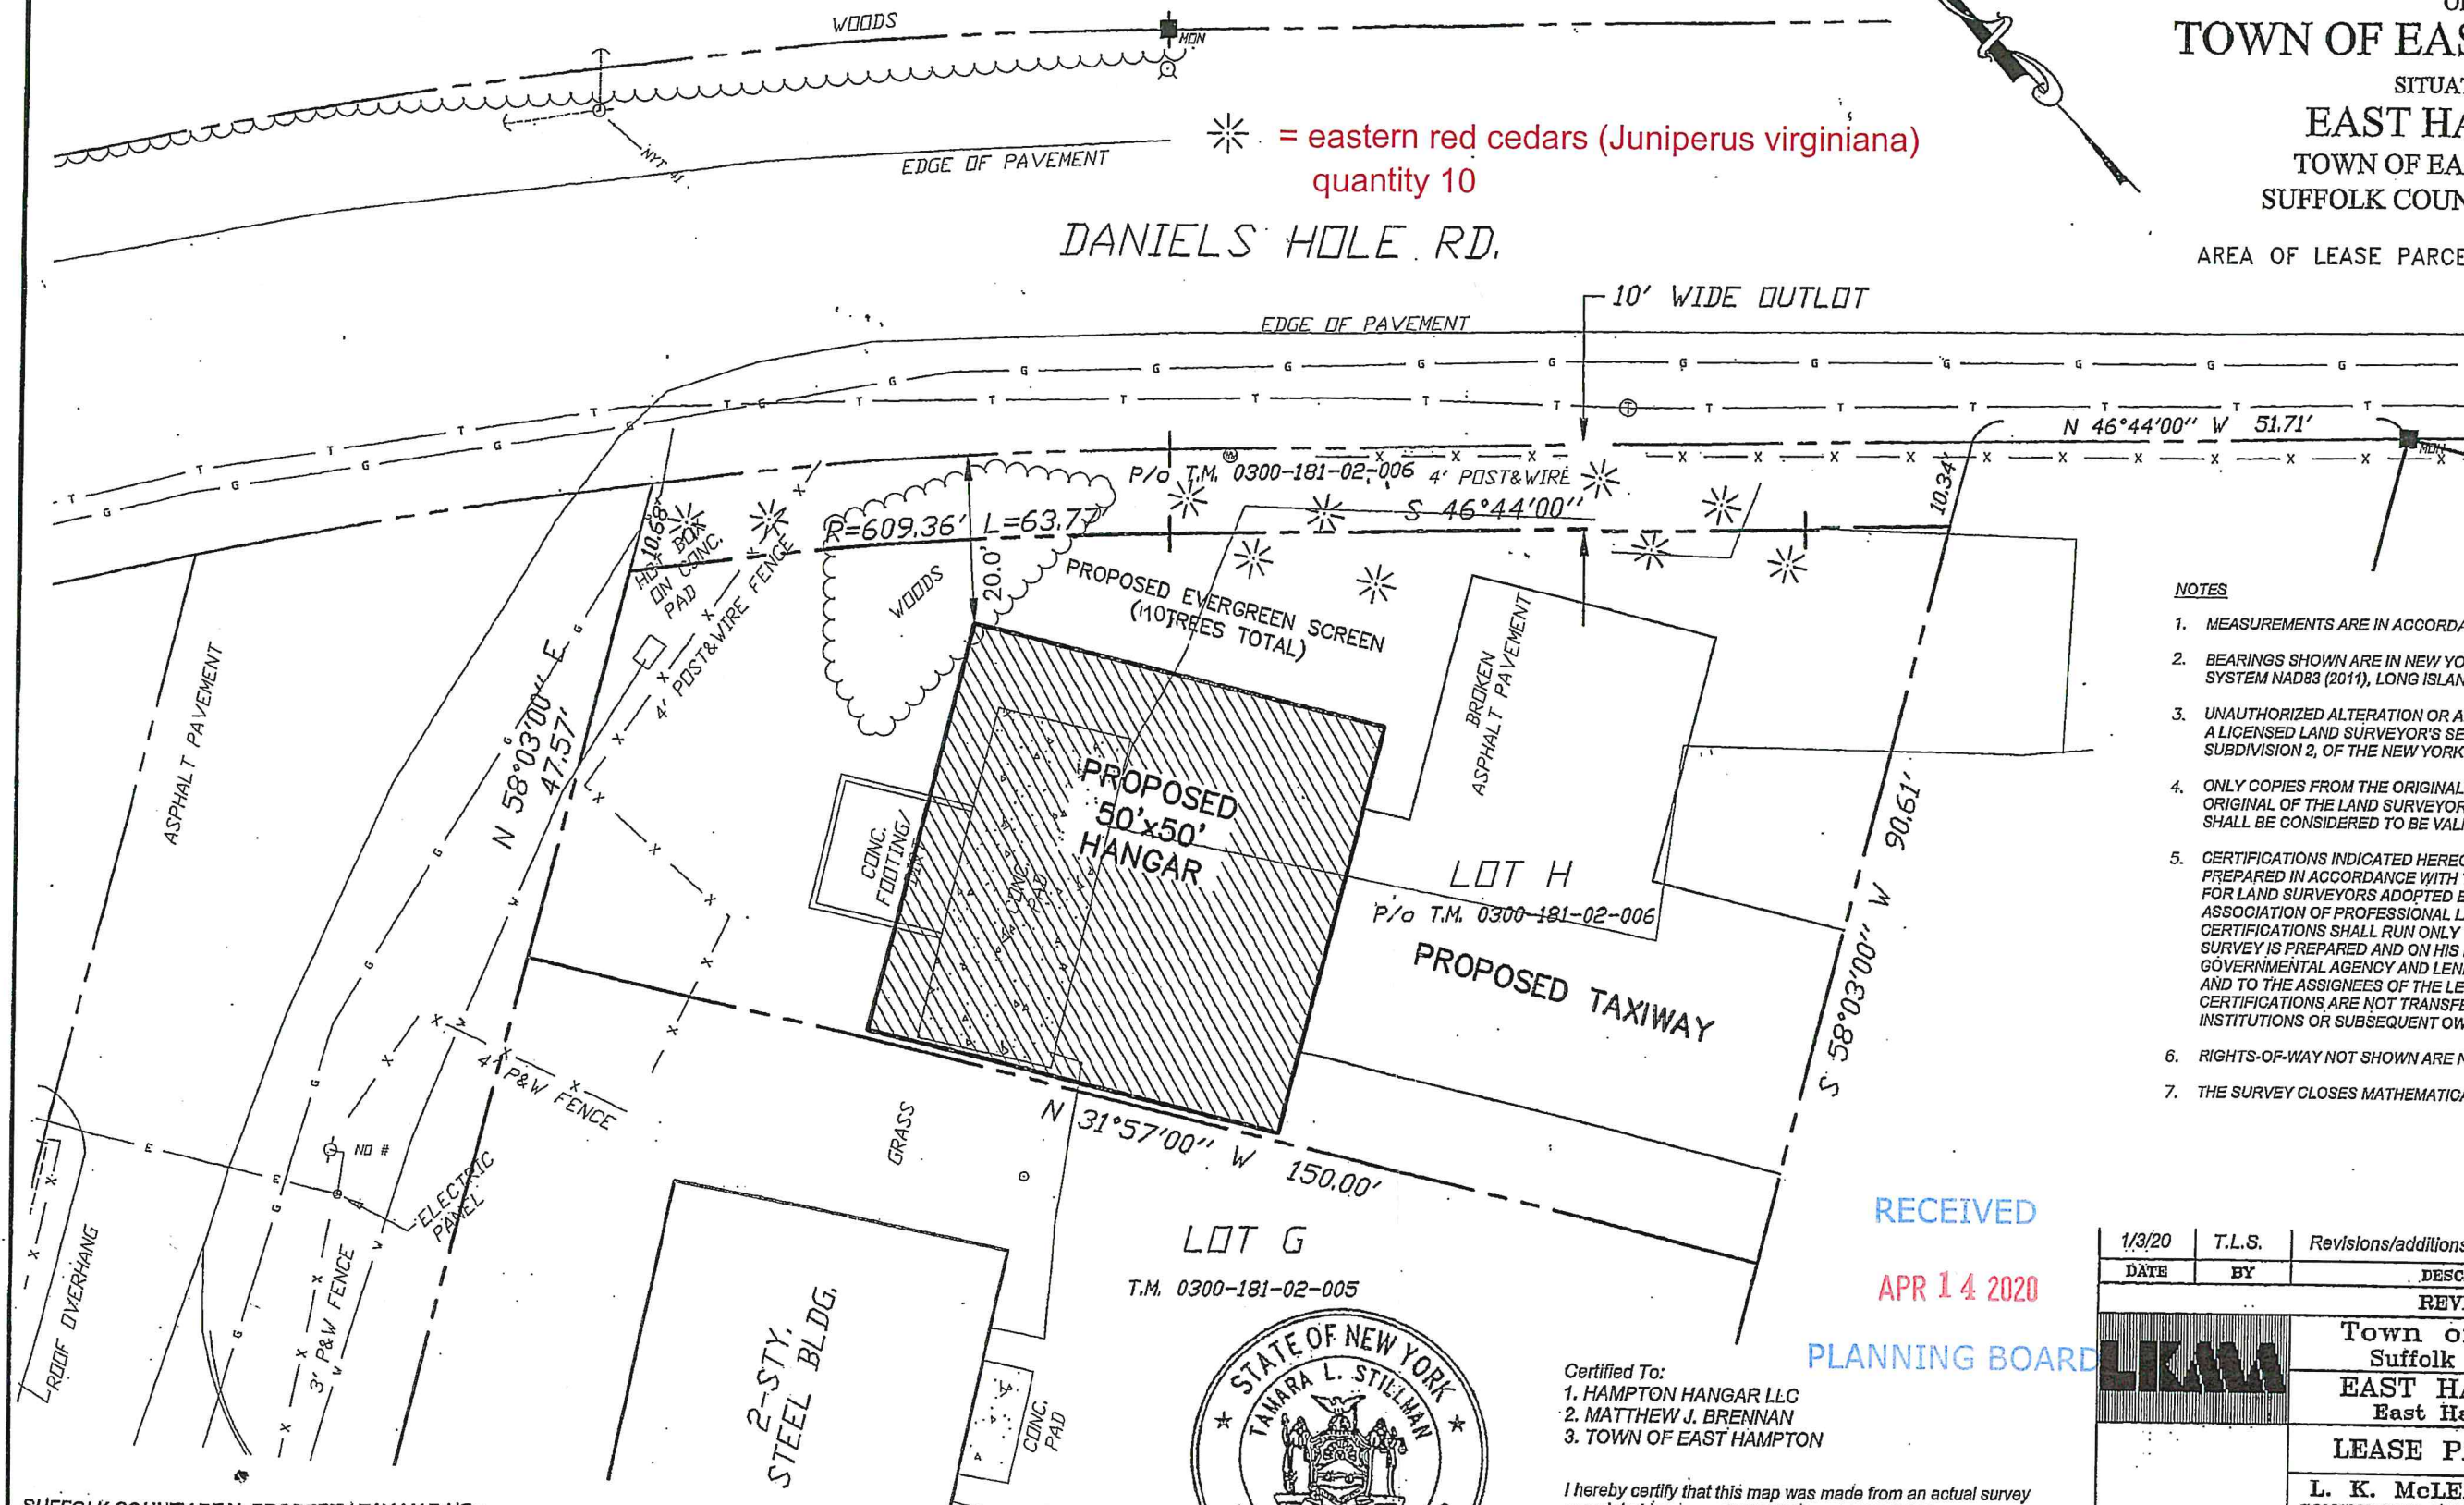 WOODS
MON
NYT 41
EDGE OF PAVEMENT
= eastern red cedars (Juniperus virginiana)
quantity 10
DANIELS HOLE RD.
TOWN OF EAS
SITUA
EAST HA
TOWN OF EA
SUFFOLK COUN
AREA OF LEASE PARCE
10' WIDE OUTLOT
EDGE OF PAVEMENT
G G G G G G G G G G G G
T T T T T T T T T T T T
N 46°44'00" W 51.71'
MON
P/o T.M. 0300-181-02-006 4' POST&WIRE
S 46°44'00"
10.34'
R=609.36' L=63.77'
10.68'
HOT BOX
ON CONC.
PAD
4' POST&WIRE FENCE
WOODS
20.0'
PROPOSED EVERGREEN SCREEN
(10 TREES TOTAL)
BROKEN
ASPHALT PAVEMENT
ASPHALT PAVEMENT
N 58°03'00" E
47.57'
CONC.
FOOTING/
DIRT
CONC.
PAD
PROPOSED
50'x50'
HANGAR
LOT H
P/o T.M. 0300-181-02-006
PROPOSED TAXIWAY
S 58°03'00" W 90.61'
4' P&W FENCE
NO #
ELECTRIC
PANEL
GRASS
N 31°57'00" W 150.00'
ROOF OVERHANG
3' P&W FENCE
LOT G
T.M. 0300-181-02-005
2-STY.
STEEL BLDG.
CONC.
PAD
STATE OF NEW YORK
TAMARA L. STILLMAN
NOTES
1. MEASUREMENTS ARE IN ACCORDA
2. BEARINGS SHOWN ARE IN NEW YO
SYSTEM NAD83 (2011), LONG ISLAN
3. UNAUTHORIZED ALTERATION OR A
A LICENSED LAND SURVEYOR'S SE
SUBDIVISION 2, OF THE NEW YORK
4. ONLY COPIES FROM THE ORIGINAL
ORIGINAL OF THE LAND SURVEYOR
SHALL BE CONSIDERED TO BE VALI
5. CERTIFICATIONS INDICATED HEREO
PREPARED IN ACCORDANCE WITH
FOR LAND SURVEYORS ADOPTED B
ASSOCIATION OF PROFESSIONAL L
CERTIFICATIONS SHALL RUN ONLY
SURVEY IS PREPARED AND ON HIS
GOVERNMENTAL AGENCY AND LEN
AND TO THE ASSIGNEES OF THE LE
CERTIFICATIONS ARE NOT TRANSFE
INSTITUTIONS OR SUBSEQUENT OW
6. RIGHTS-OF-WAY NOT SHOWN ARE N
7. THE SURVEY CLOSES MATHEMATICA
RECEIVED
APR 14 2020
PLANNING BOARD
Certified To:
1. HAMPTON HANGAR LLC
2. MATTHEW J. BRENNAN
3. TOWN OF EAST HAMPTON
I hereby certify that this map was made from an actual survey
1/3/20 T.L.S. Revisions/additions
DATE BY DESC
REV
LKMA
Town o
Suffolk
EAST HA
East Ha
LEASE P
L. K. McLE